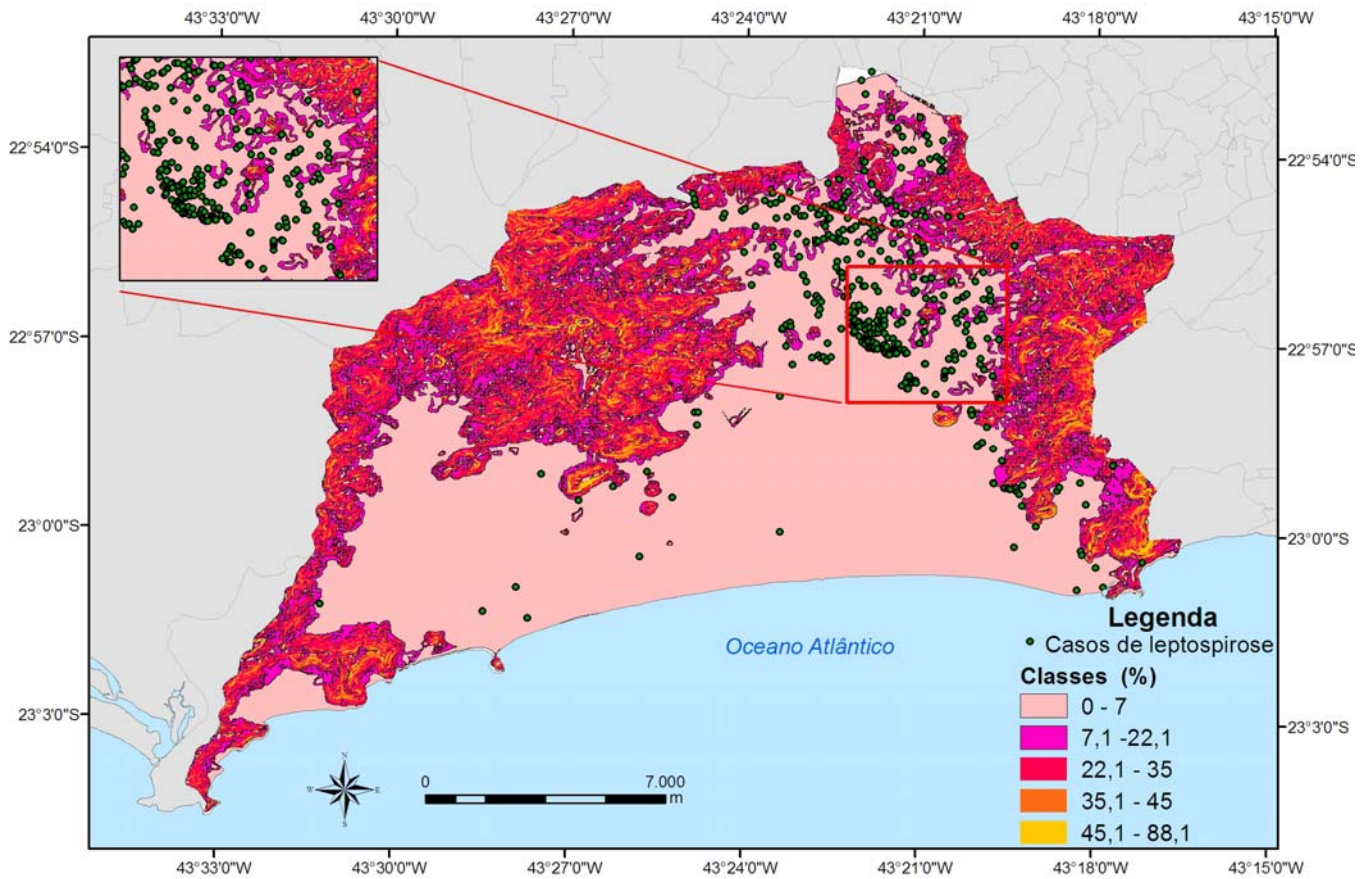 43°33'0"W 43°30'0"W 43°27'0"W 43°24'0"W 43°21'0"W 43°18'0"W 43°15'0"W
22°54'0"S 22°54'0"S
22°57'0"S 22°57'0"S
23°0'0"S 23°0'0"S
Oceano Atlântico
Legenda
Casos de leptospirose
Classes (%)
0 - 7
7,1 -22,1
22,1 - 35
35,1 - 45
45,1 - 88,1
23°3'0"S 23°3'0"S
N
W E
S
0 7.000
m
43°33'0"W 43°30'0"W 43°27'0"W 43°24'0"W 43°21'0"W 43°18'0"W 43°15'0"W